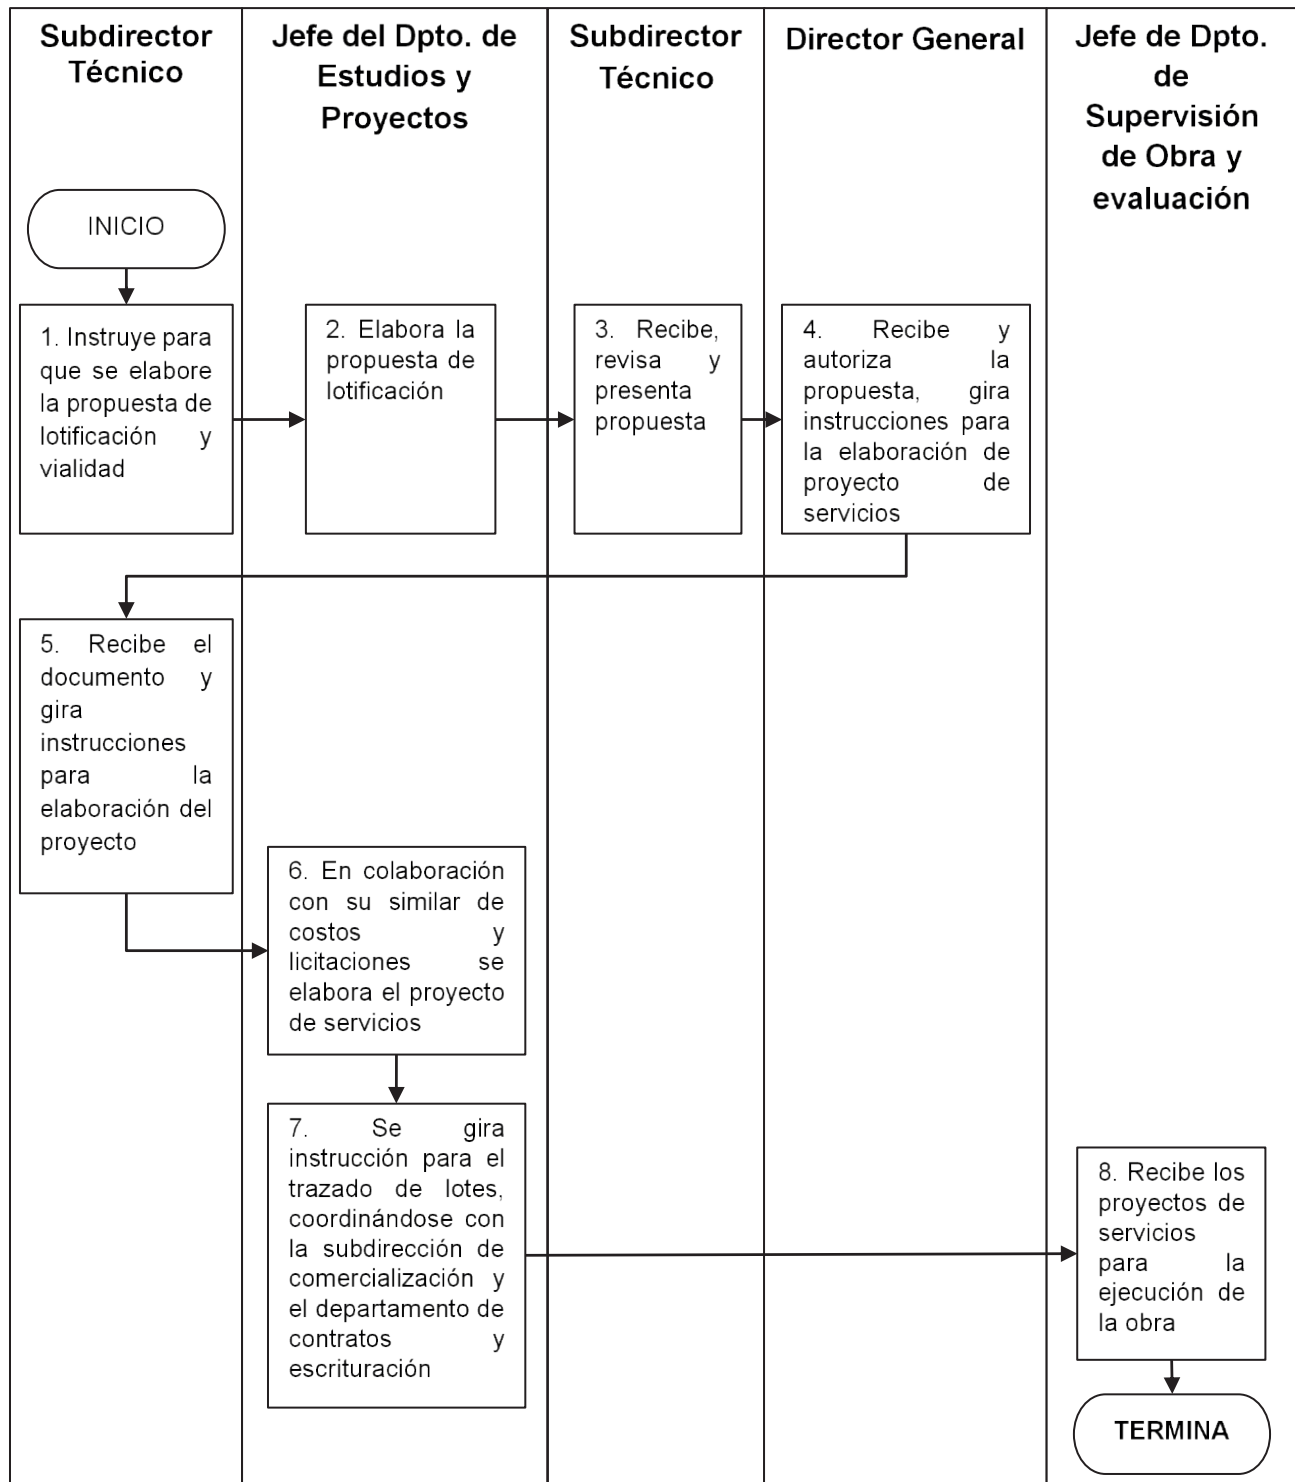 Subdirector
Técnico
Jefe del Dpto. de
Estudios y
Proyectos
Subdirector
Técnico
Director General
Jefe de Dpto.
de
Supervisión
de Obra y
evaluación
INICIO
1. Instruye para
que se elabore
la propuesta de
lotificación y
vialidad
2. Elabora la
propuesta de
lotificación
3. Recibe,
revisa y
presenta
propuesta
4. Recibe y
autoriza la
propuesta, gira
instrucciones para
la elaboración de
proyecto de
servicios
5. Recibe el
documento y
gira
instrucciones
para la
elaboración del
proyecto
6. En colaboración
con su similar de
costos y
licitaciones se
elabora el proyecto
de servicios
7. Se gira
instrucción para el
trazado de lotes,
coordinándose con
la subdirección de
comercialización y
el departamento de
contratos y
escrituración
8. Recibe los
proyectos de
servicios
para la
ejecución de
la obra
TERMINA